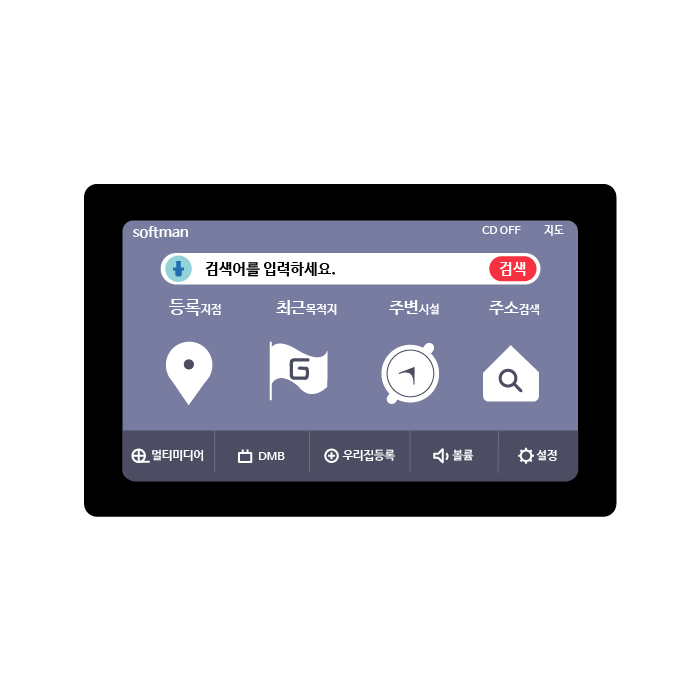 softman CD OFF 지도
검색어를 입력하세요. 검색
등록지점 최근목적지 주변시설 주소검색
G
멀티미디어 DMB 우리집등록 볼륨 설정